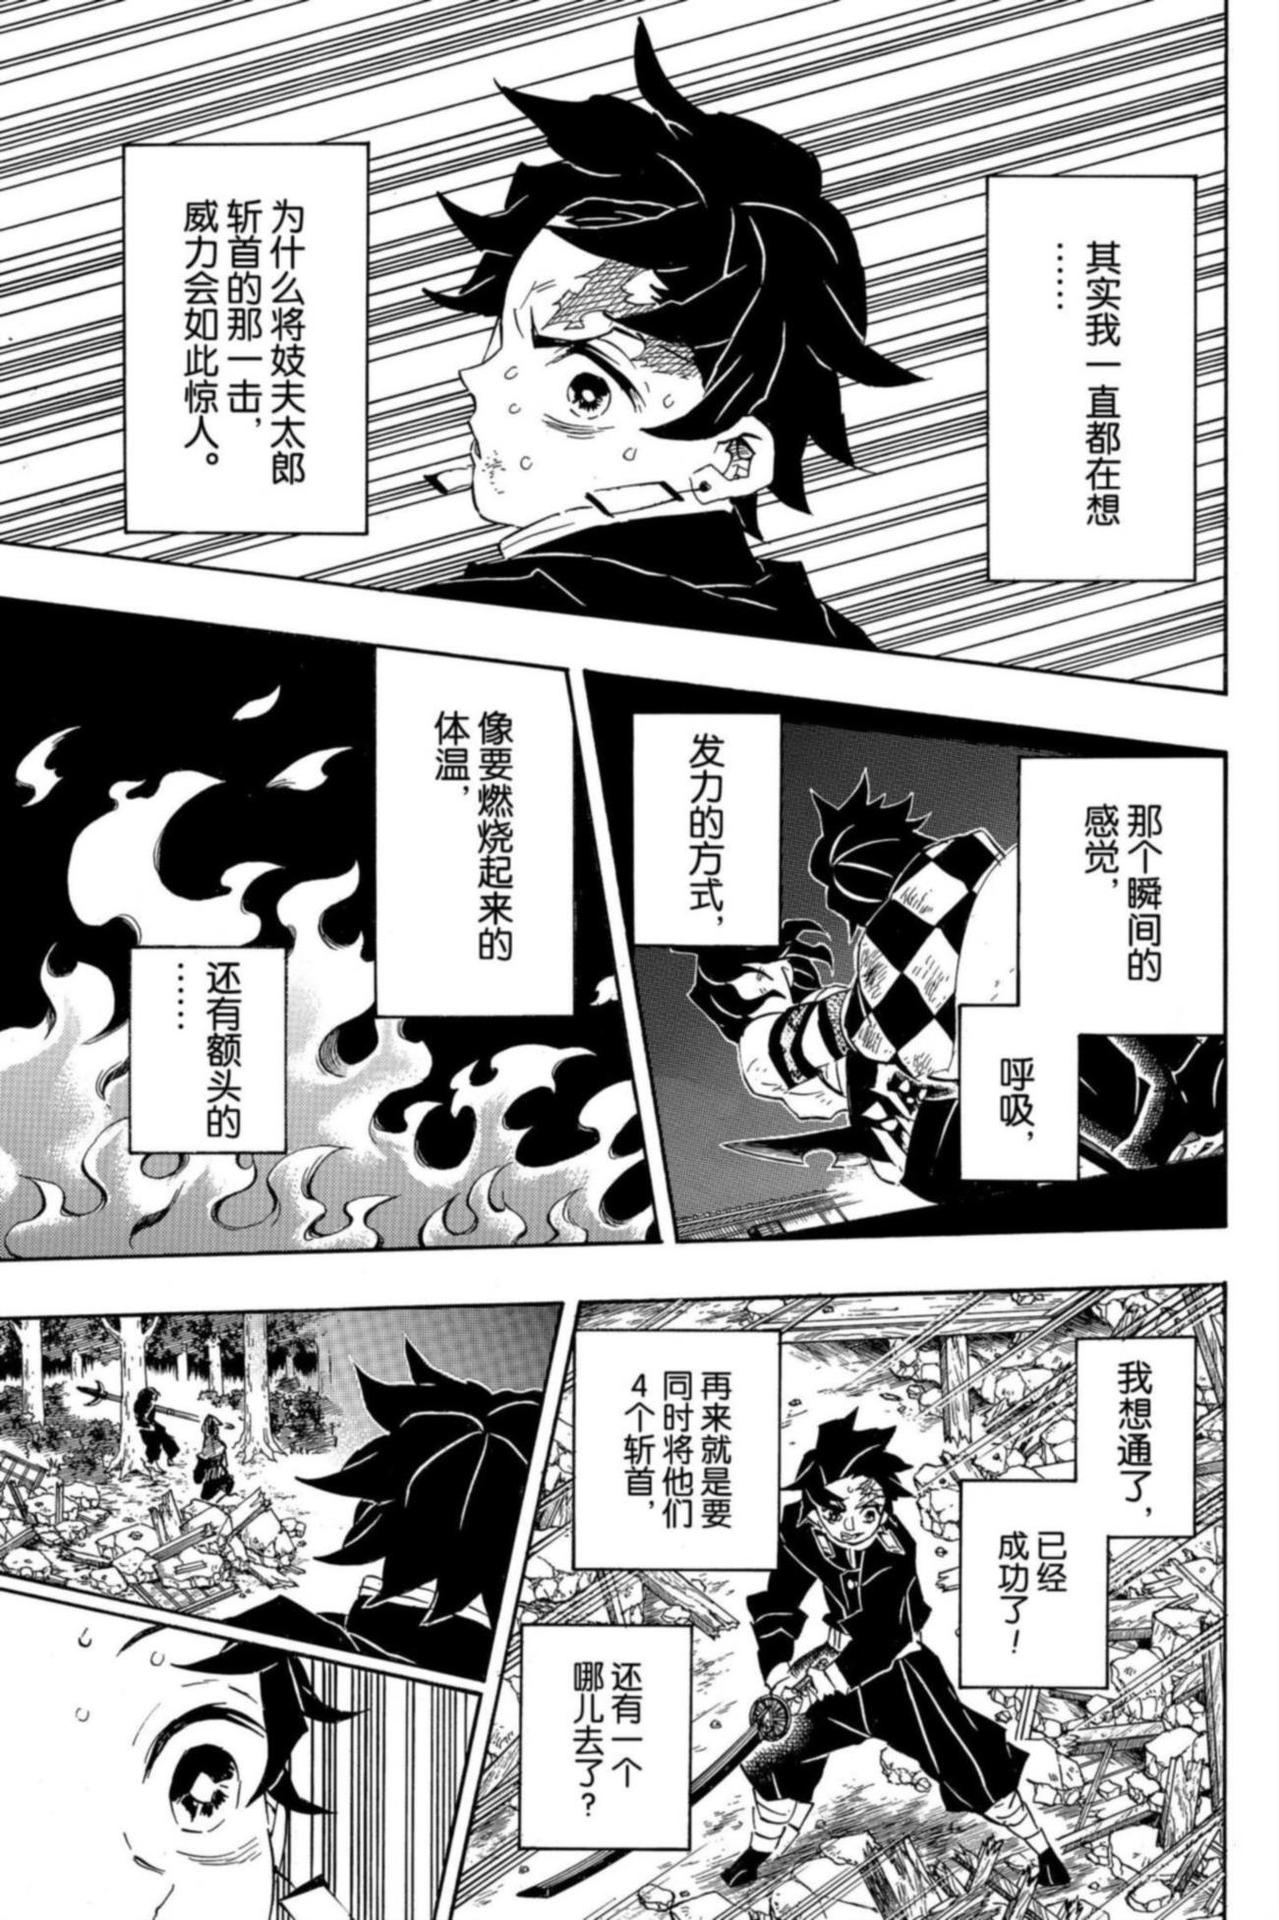 其实我一直都在想
……
为什么将妓夫太郎
斩首的那一击，
威力会如此惊人。
那个瞬间的
感觉，
呼吸，
发力的方式，
像要燃烧起来的
体温，
还有额头的
……
我想通了，
已经
成功了！
再来就是要
同时将他们
4个斩首，
还有一个
哪儿去了？